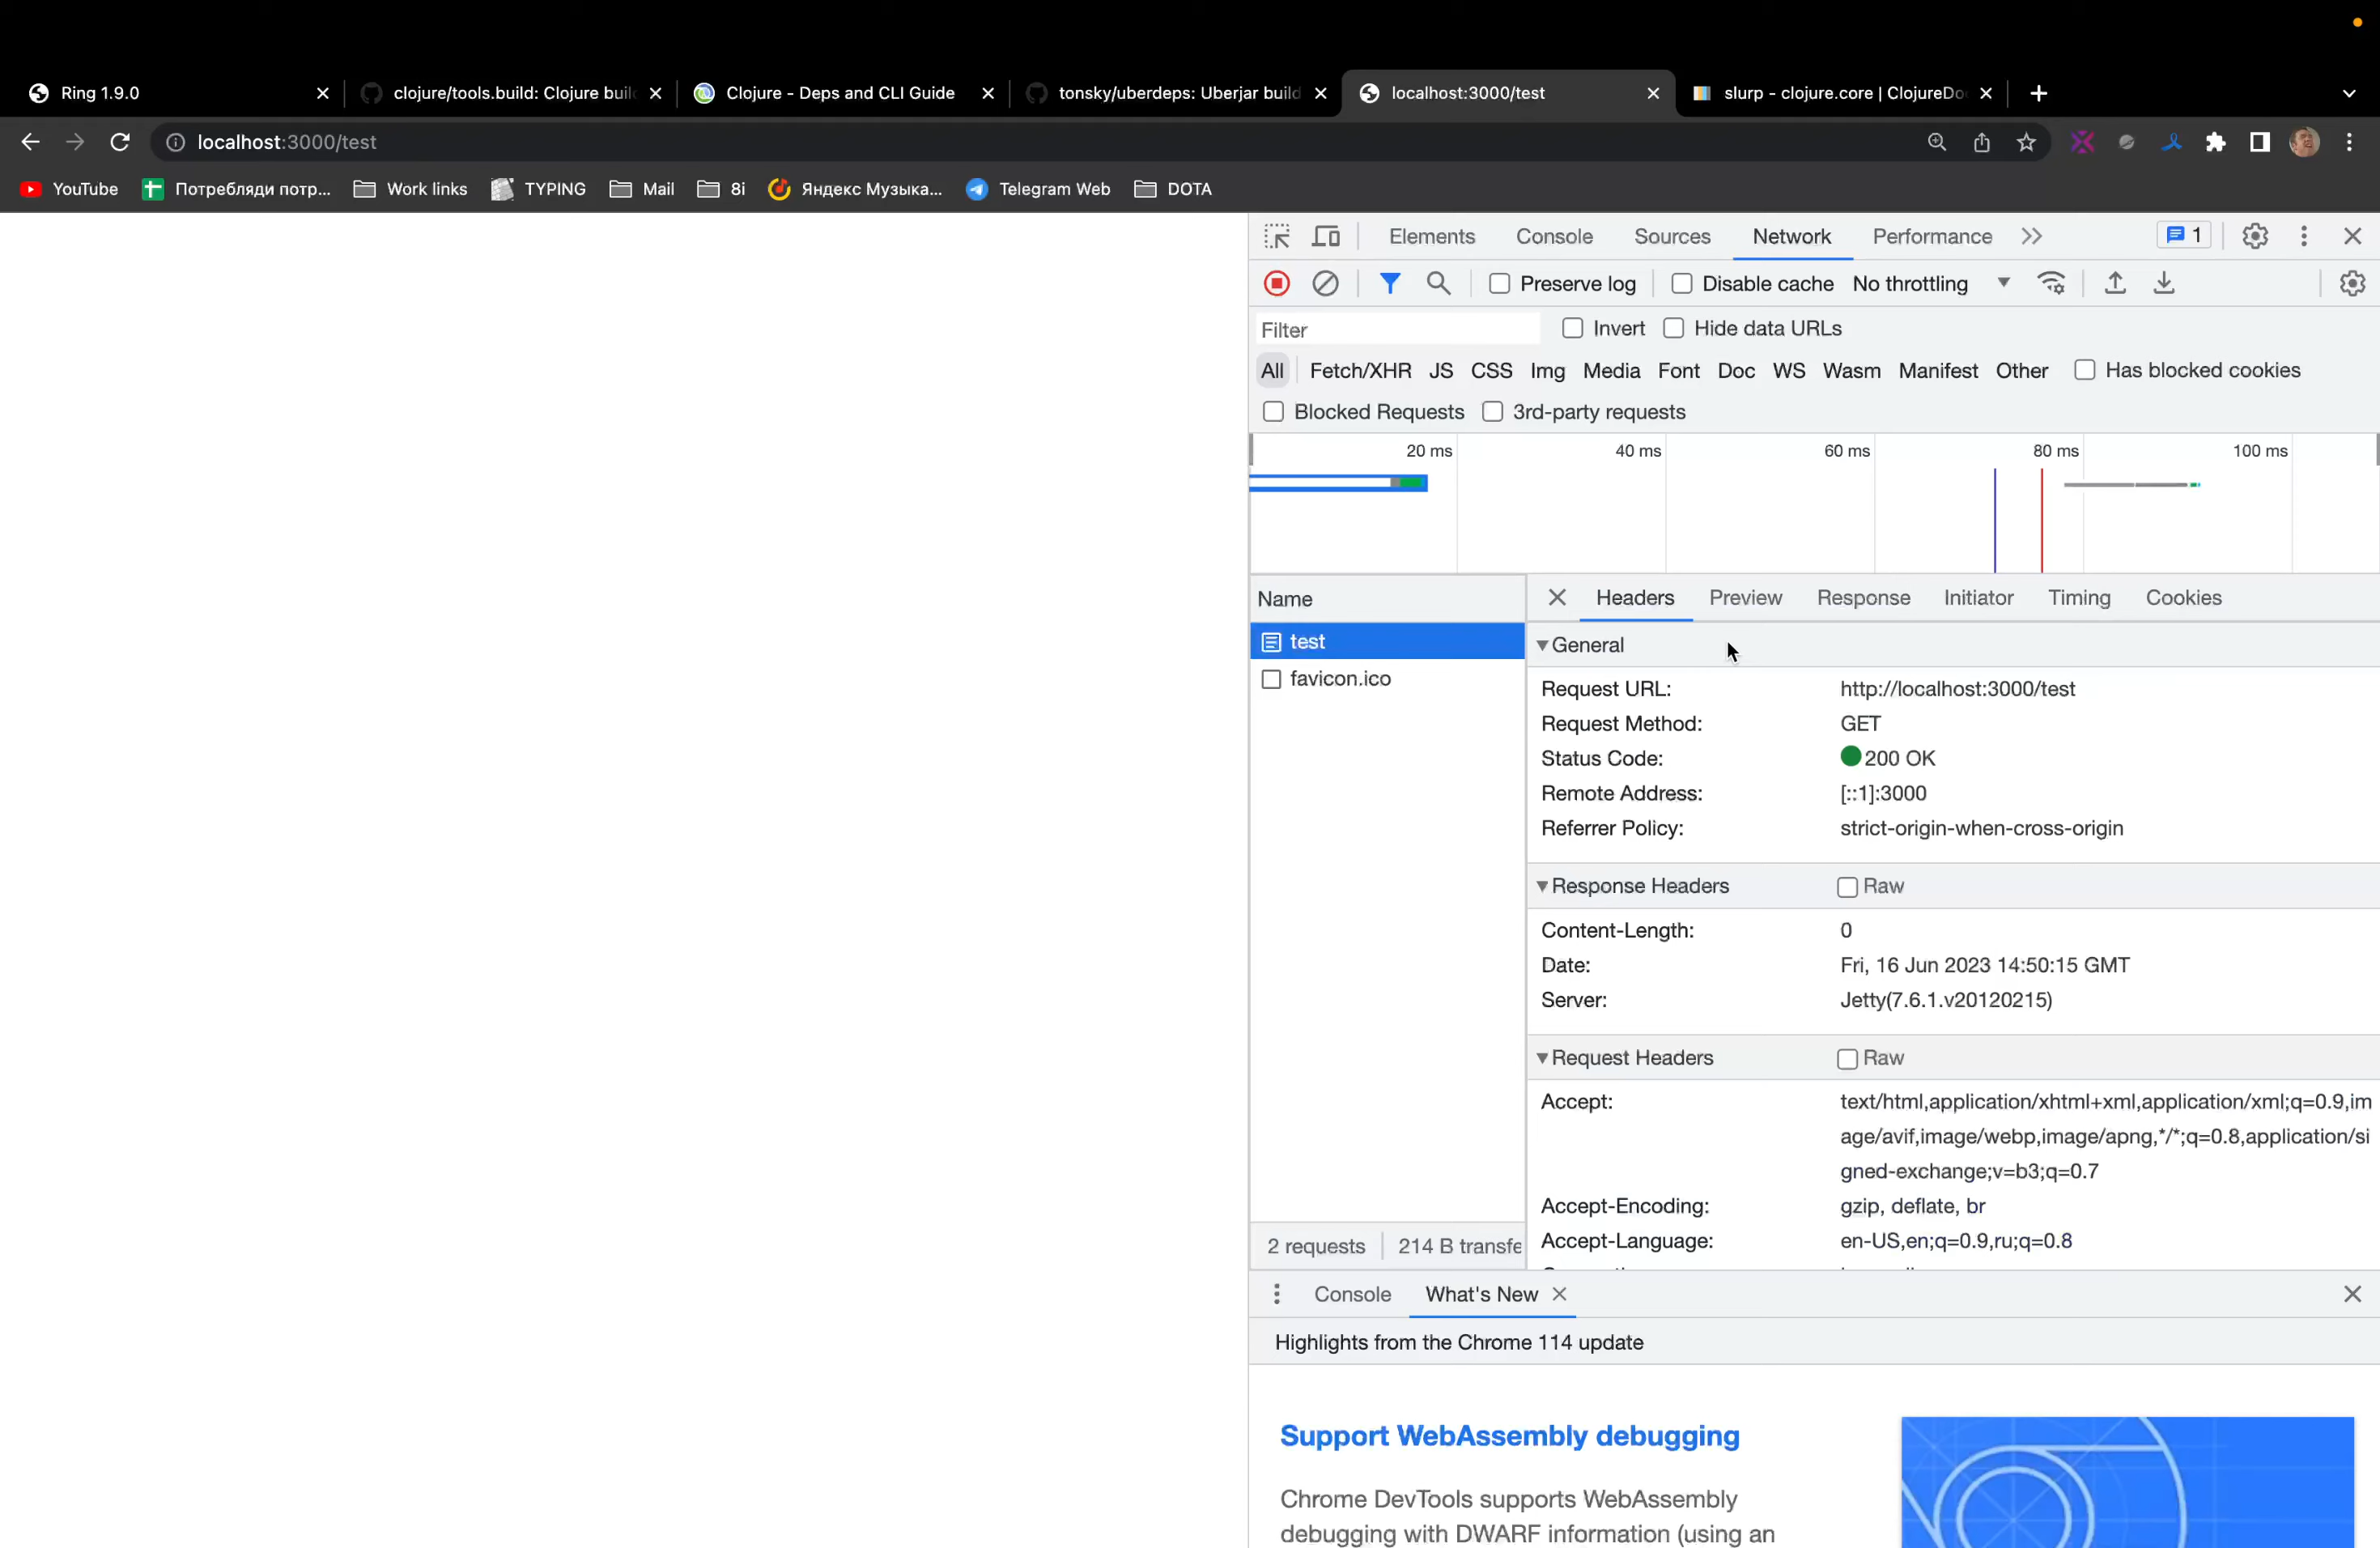 Ring 1.9.0
clojure/tools.build: Clojure buil
Clojure - Deps and CLI Guide
tonsky/uberdeps: Uberjar build
localhost:3000/test
slurp - clojure.core | ClojureDo
localhost:3000/test
YouTube
Потребляди потр...
Work links
TYPING
Mail
8i
Яндекс Музыка...
Telegram Web
DOTA
Elements
Console
Sources
Network
Performance
1
Preserve log
Disable cache
No throttling
Filter
Invert
Hide data URLs
All
Fetch/XHR
JS
CSS
Img
Media
Font
Doc
WS
Wasm
Manifest
Other
Has blocked cookies
Blocked Requests
3rd-party requests
20 ms
40 ms
60 ms
80 ms
100 ms
Name
test
favicon.ico
2 requests
214 B transfe
Headers
Preview
Response
Initiator
Timing
Cookies
General
Request URL: http://localhost:3000/test
Request Method: GET
Status Code: 200 OK
Remote Address: [::1]:3000
Referrer Policy: strict-origin-when-cross-origin
Response Headers
Raw
Content-Length: 0
Date: Fri, 16 Jun 2023 14:50:15 GMT
Server: Jetty(7.6.1.v20120215)
Request Headers
Raw
Accept: text/html,application/xhtml+xml,application/xml;q=0.9,im
age/avif,image/webp,image/apng,*/*;q=0.8,application/si
gned-exchange;v=b3;q=0.7
Accept-Encoding: gzip, deflate, br
Accept-Language: en-US,en;q=0.9,ru;q=0.8
Console
What's New
Highlights from the Chrome 114 update
Support WebAssembly debugging
Chrome DevTools supports WebAssembly
debugging with DWARF information (using an